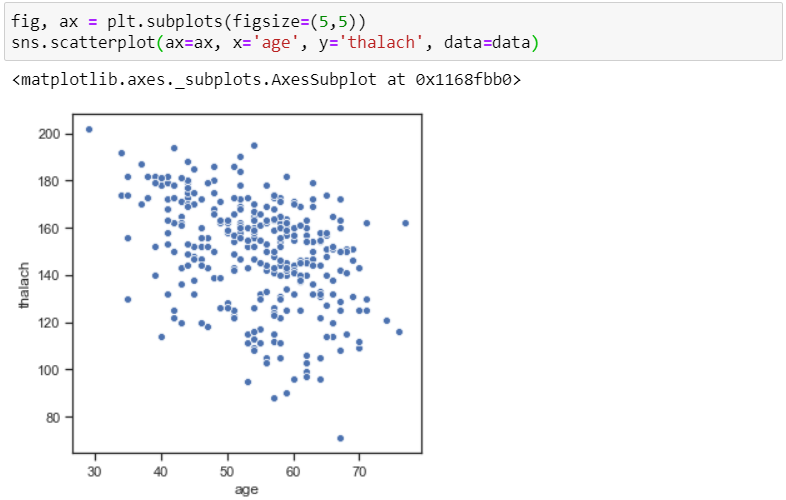 fig, ax = plt.subplots(figsize=(5,5))
sns.scatterplot(ax=ax, x='age', y='thalach', data=data)
<matplotlib.axes._subplots.AxesSubplot at 0x1168fbb0>
200
180
160
140
120
100
80
thalach
30 40 50 60 70
age